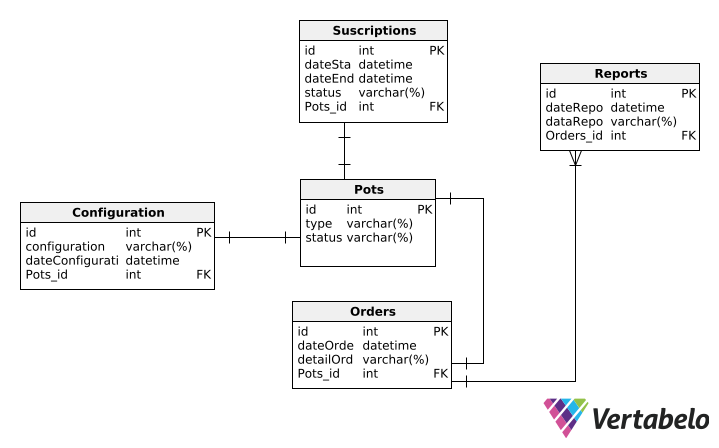 Suscriptions
id int PK
dateSta datetime
dateEnd datetime
status varchar(%)
Pots_id int FK
Reports
id int PK
dateRepo datetime
dataRepo varchar(%)
Orders_id int FK
Pots
id int PK
type varchar(%)
status varchar(%)
Configuration
id int PK
configuration varchar(%)
dateConfigurati datetime
Pots_id int FK
Orders
id int PK
dateOrde datetime
detailOrd varchar(%)
Pots_id int FK
Vertabelo